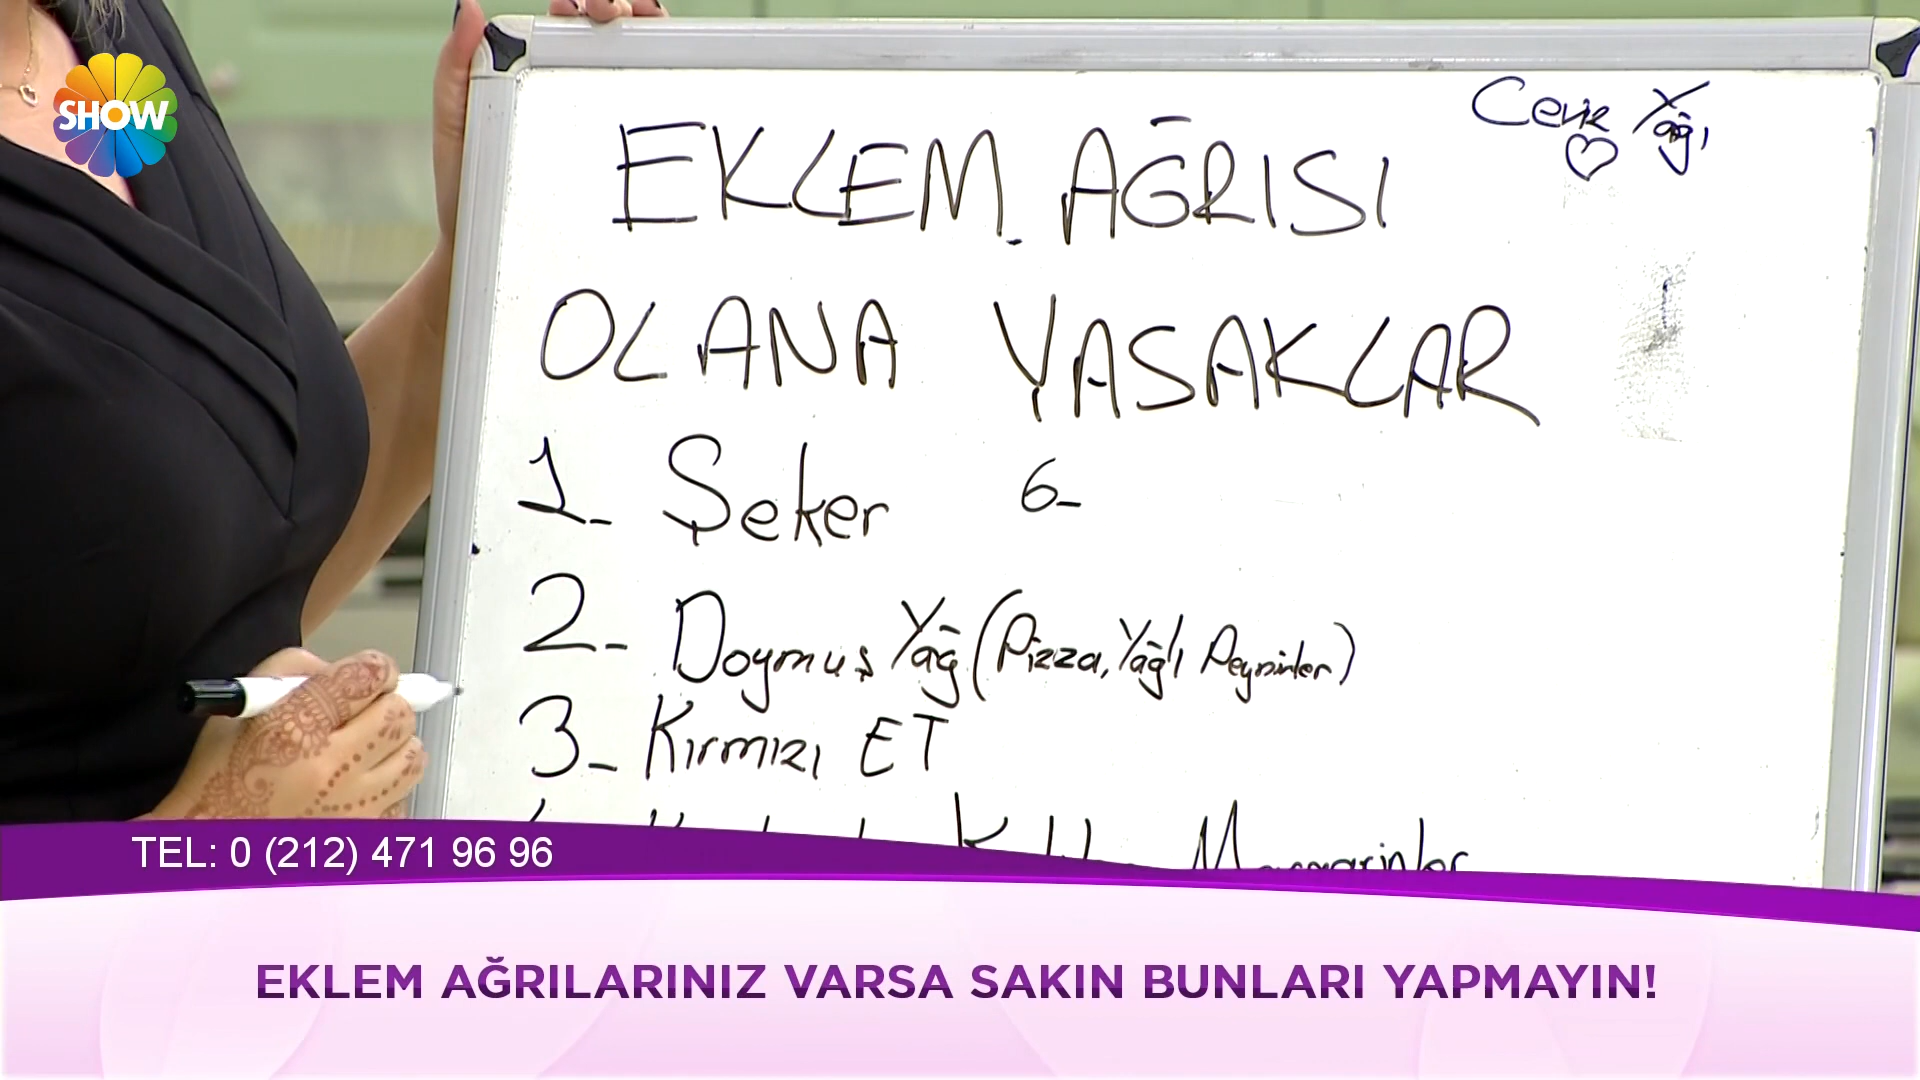 SHOW
Ceviz Yağı
EKLEM AĞRISI
OLANA YASAKLAR
1- Şeker 6-
2- Doymuş Yağ (Pizza, Yağlı Peynirler)
3- Kırmızı ET
Margarinler
TEL: 0 (212) 471 96 96
EKLEM AĞRILARINIZ VARSA SAKIN BUNLARI YAPMAYIN!